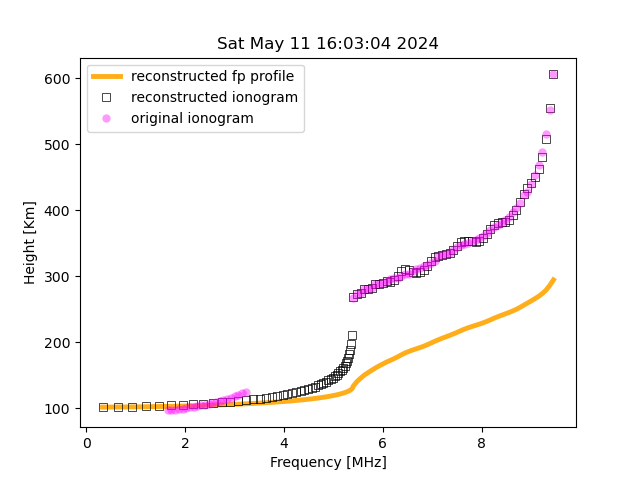 Sat May 11 16:03:04 2024
reconstructed fp profile
reconstructed ionogram
original ionogram
600
500
400
300
200
100
Height [Km]
0 2 4 6 8
Frequency [MHz]